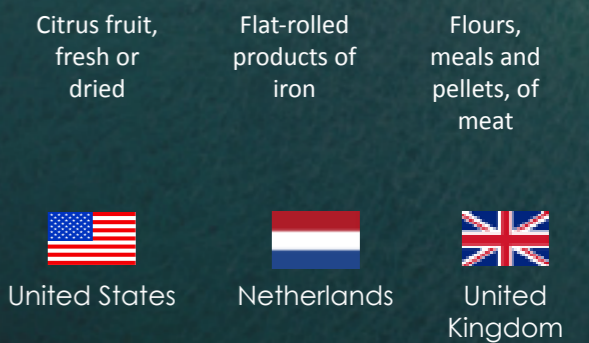 Citrus fruit,
fresh or
dried
Flat-rolled
products of
iron
Flours,
meals and
pellets, of
meat
United States
Netherlands
United
Kingdom